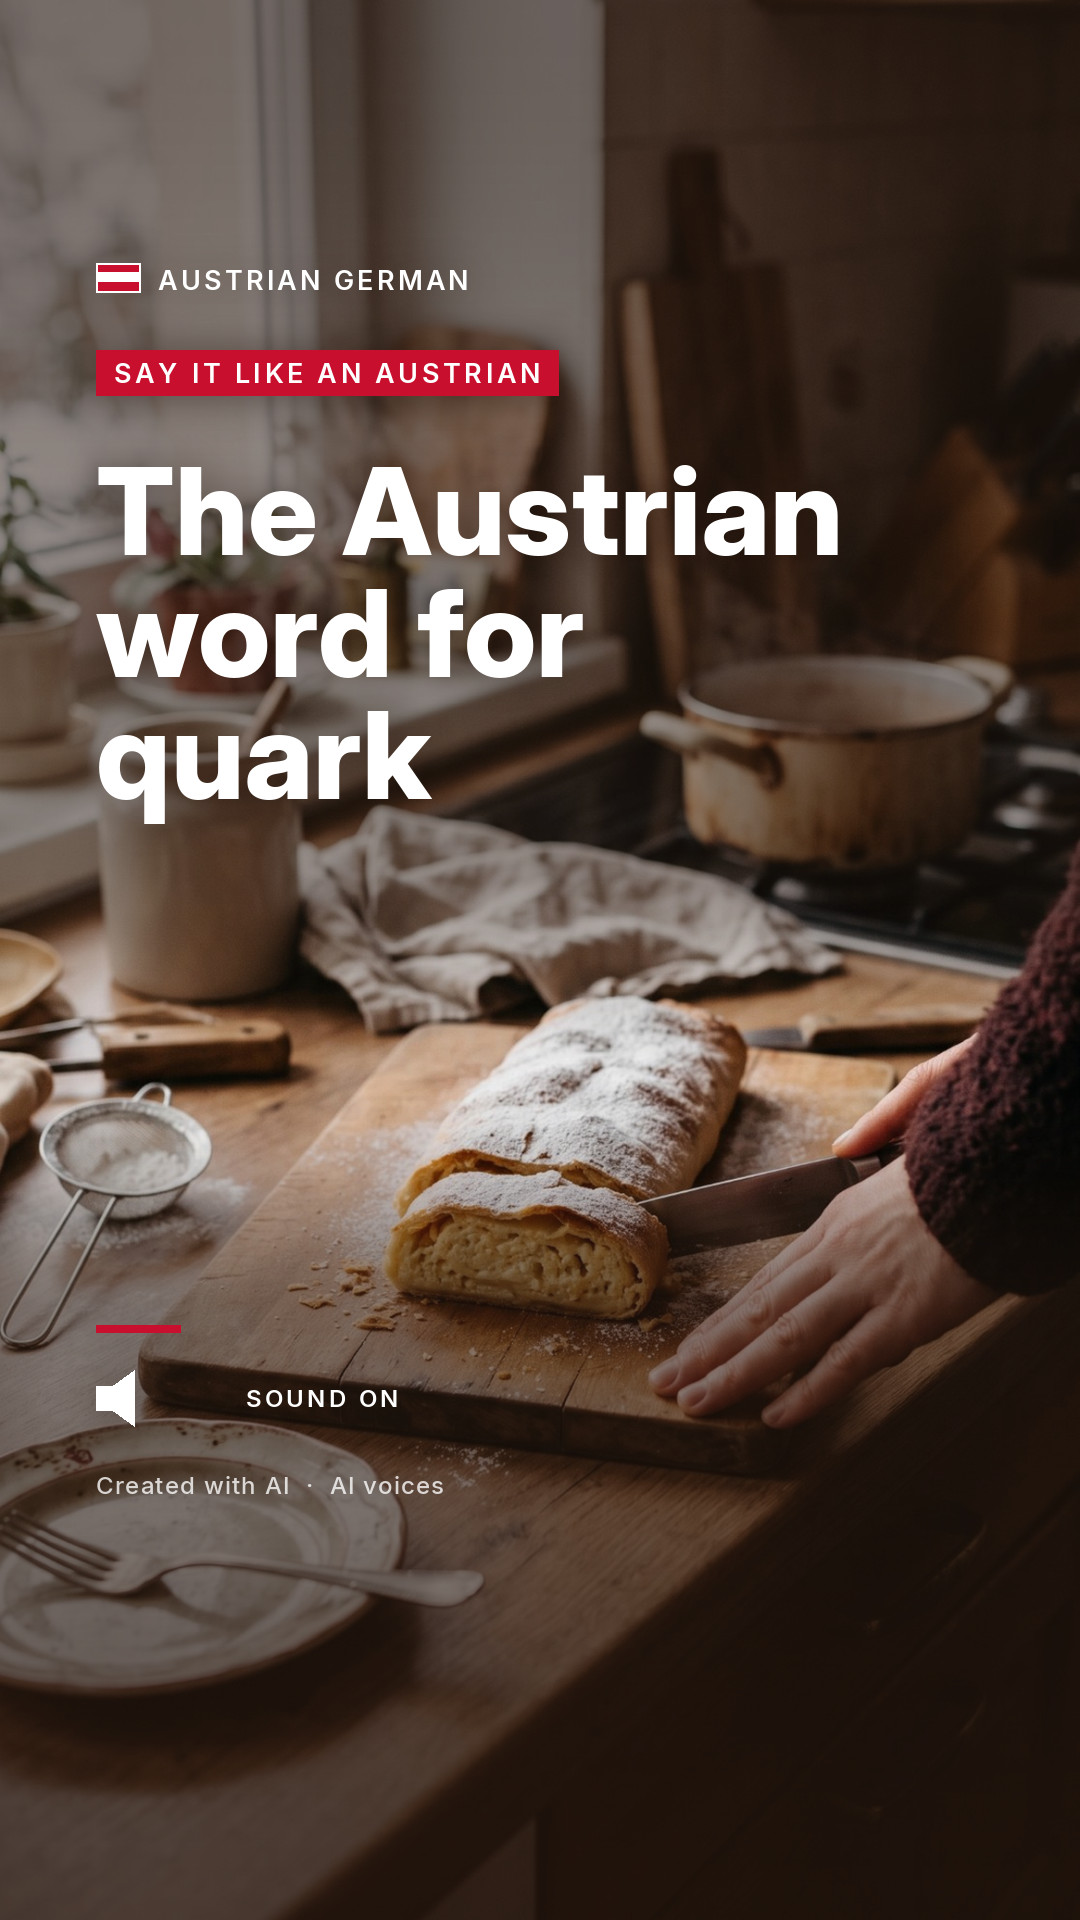 AUSTRIAN GERMAN
SAY IT LIKE AN AUSTRIAN
The Austrian
word for
quark
SOUND ON
Created with AI · AI voices